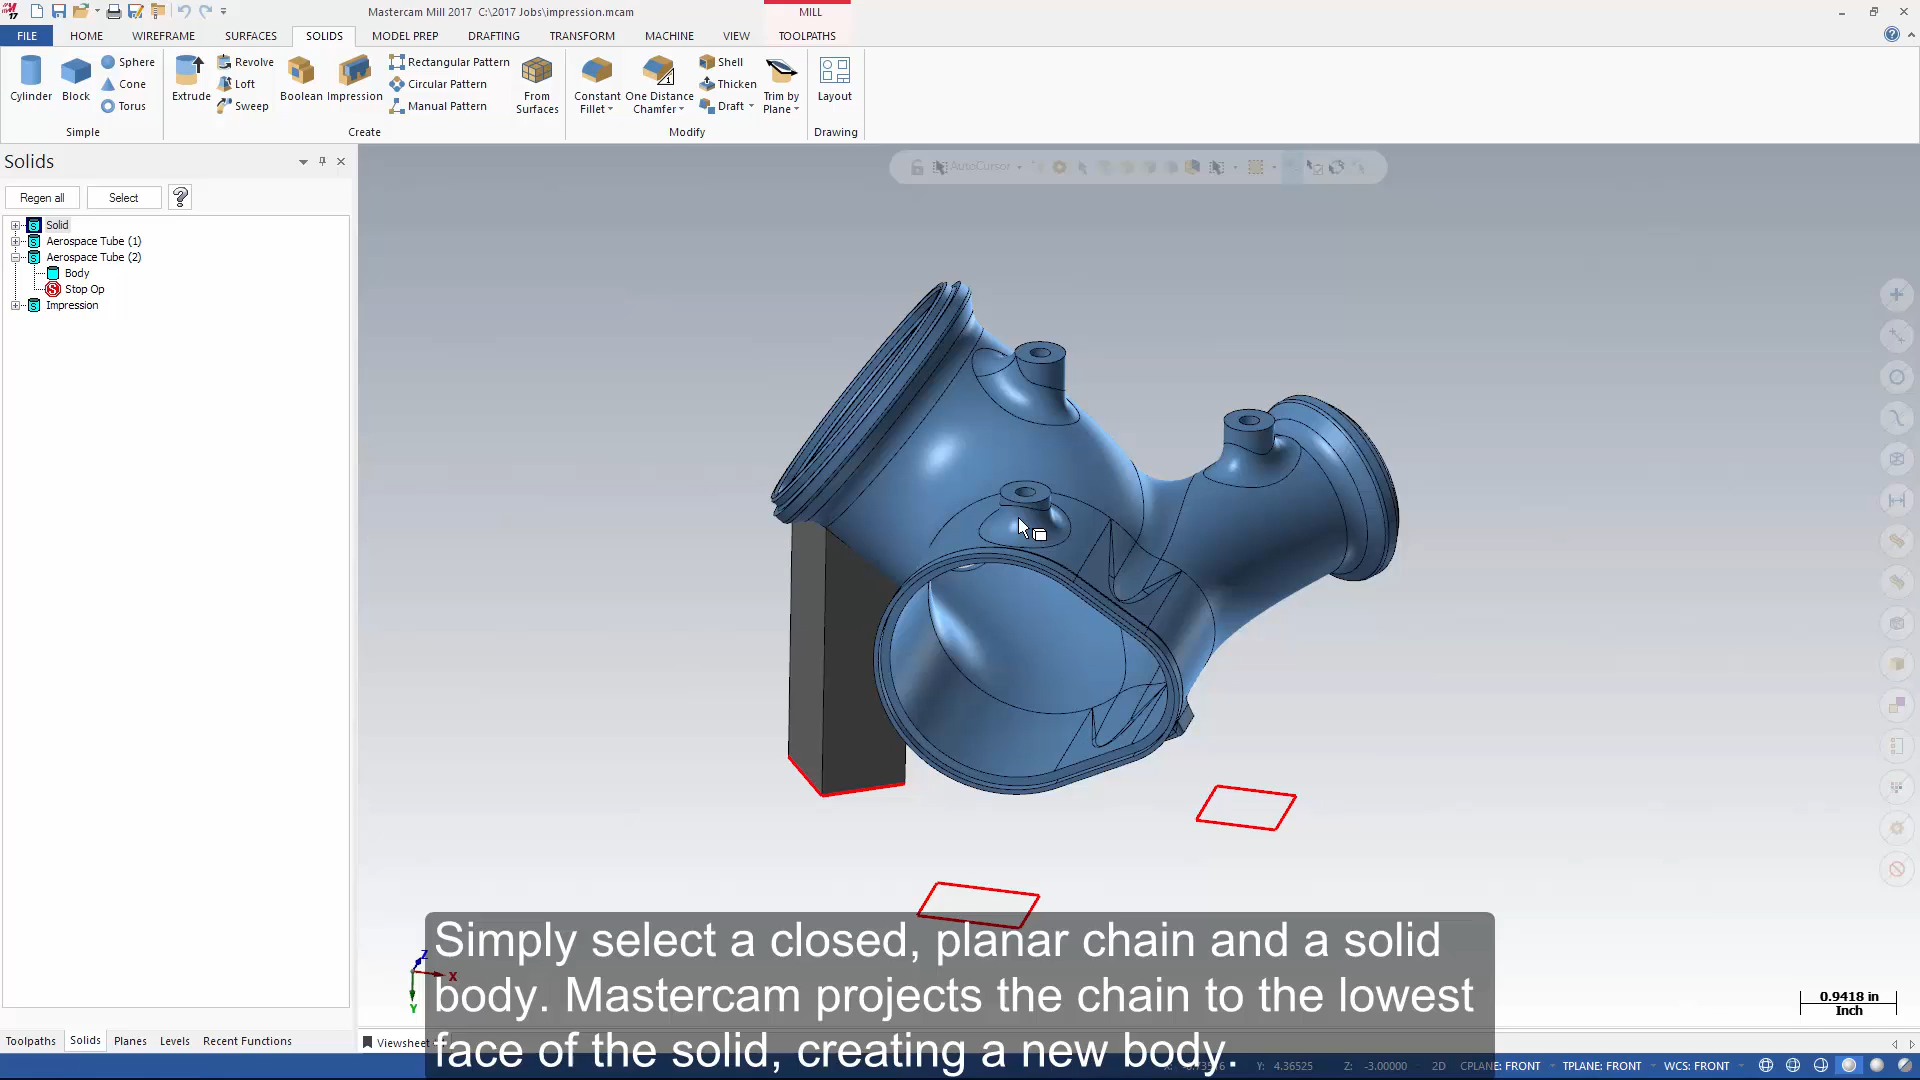 Mastercam Mill 2017 C:\2017 Jobs\impression.mcam
MILL
17
FILE HOME WIREFRAME SURFACES SOLIDS MODEL PREP DRAFTING TRANSFORM MACHINE VIEW TOOLPATHS
Cylinder
Block
Sphere
Cone
Torus
Simple
Extrude
Revolve
Loft
Sweep
Boolean
Impression
Rectangular Pattern
Circular Pattern
Manual Pattern
From
Surfaces
Create
Constant
Fillet
One Distance
Chamfer
Shell
Thicken
Draft
Trim by
Plane
Modify
Layout
Drawing
Solids
Regen all
Select
Solid
Aerospace Tube (1)
Aerospace Tube (2)
Body
Stop Op
Impression
AutoCursor
Z
X
Y
0.9418 in
Inch
Simply select a closed, planar chain and a solid
body. Mastercam projects the chain to the lowest
face of the solid, creating a new body.
Toolpaths Solids Planes Levels Recent Functions
Viewsheet
Y: 4.36525 Z: -3.00000 2D CPLANE: FRONT TPLANE: FRONT WCS: FRONT